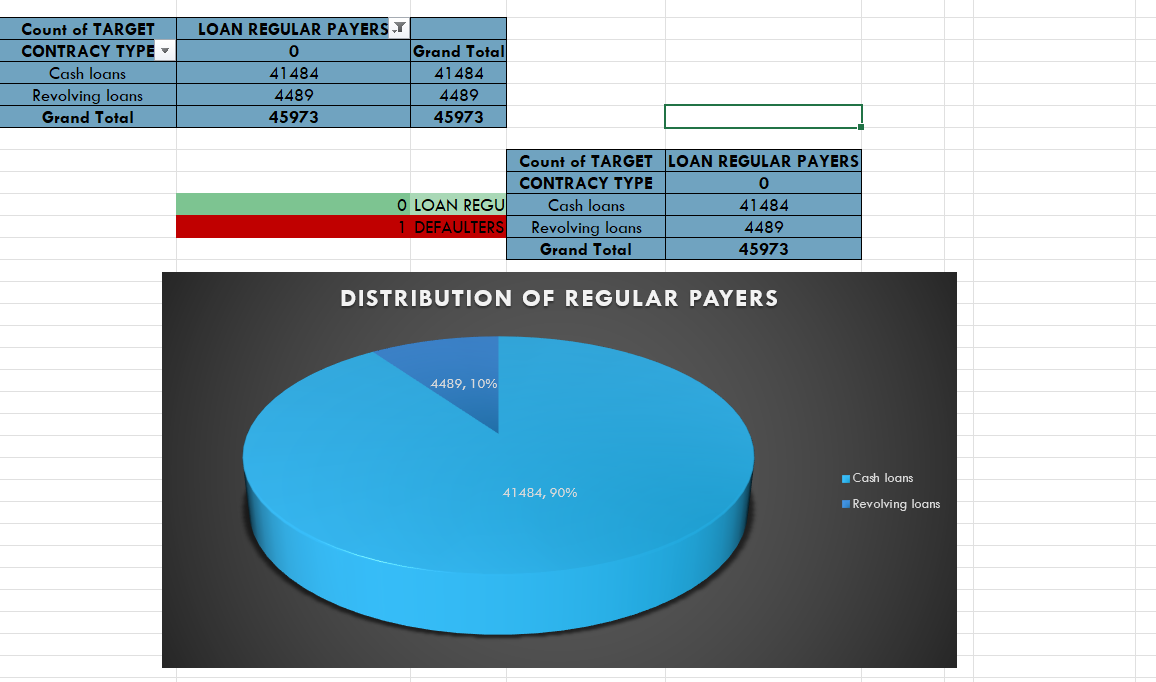 Count of TARGET LOAN REGULAR PAYERS
CONTRACY TYPE 0 Grand Total
Cash loans 41484 41484
Revolving loans 4489 4489
Grand Total 45973 45973
Count of TARGET LOAN REGULAR PAYERS
CONTRACY TYPE 0
0 LOAN REGU Cash loans 41484
1 DEFAULTERS Revolving loans 4489
Grand Total 45973
DISTRIBUTION OF REGULAR PAYERS
4489, 10%
41484, 90%
Cash loans
Revolving loans